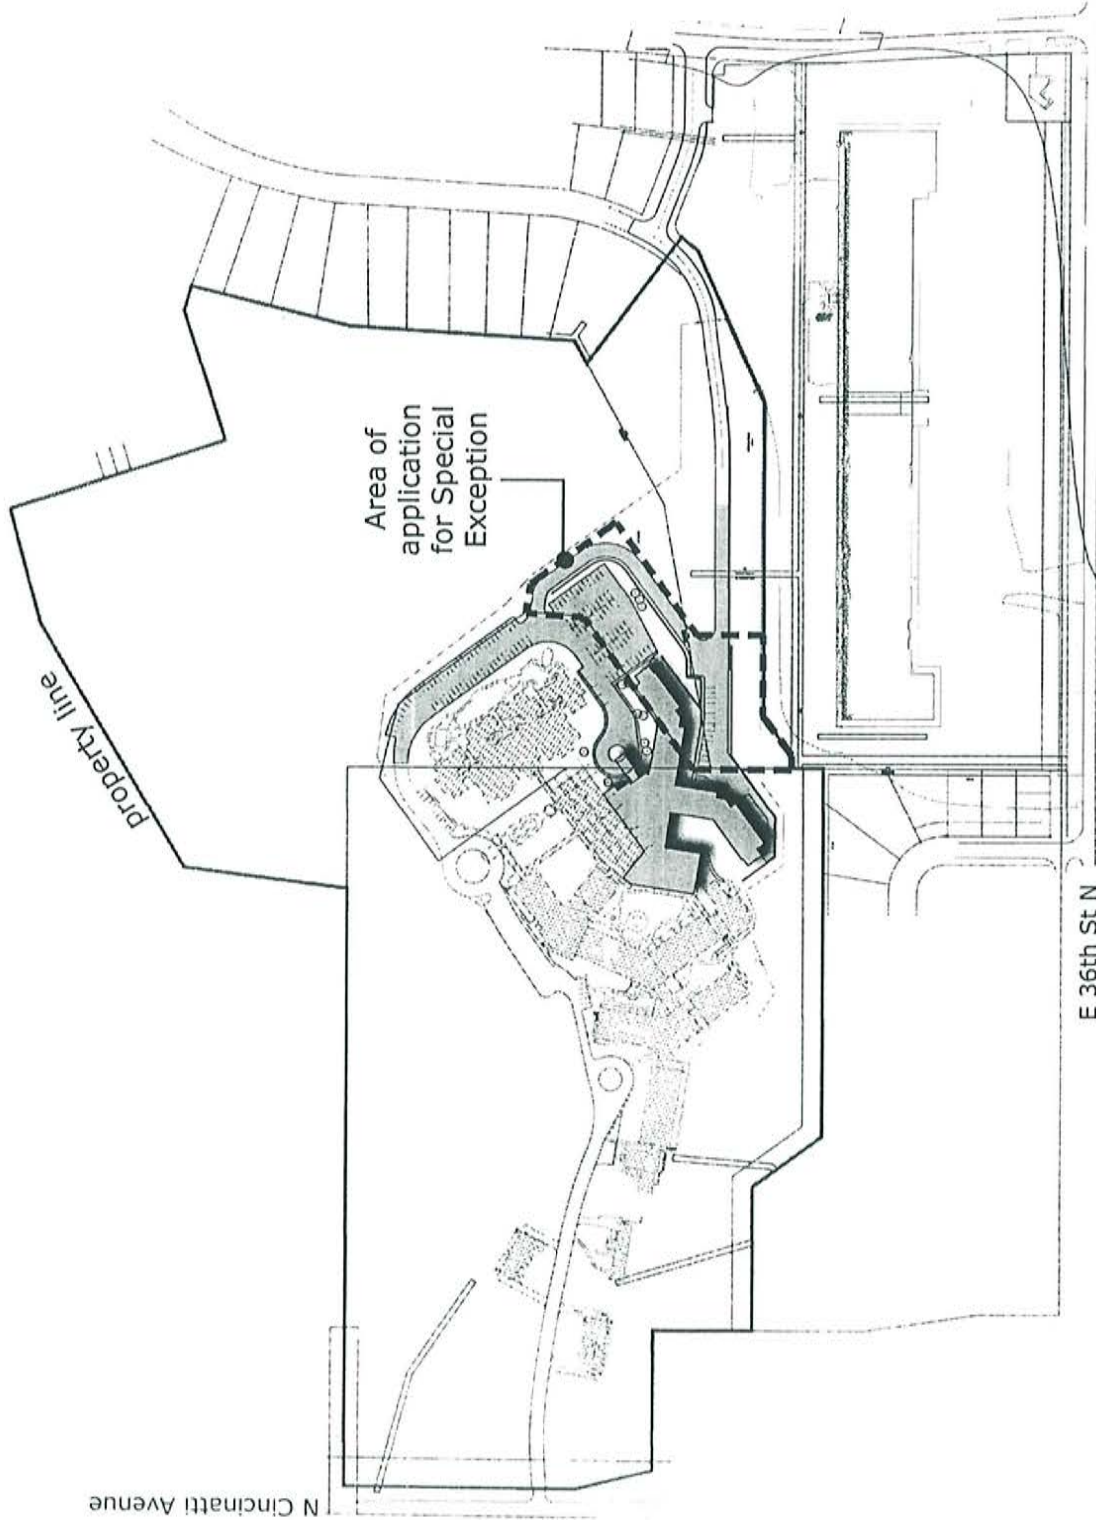 Area of
application
for Special
Exception
property line
N Cincinatti Avenue
E 36th St N